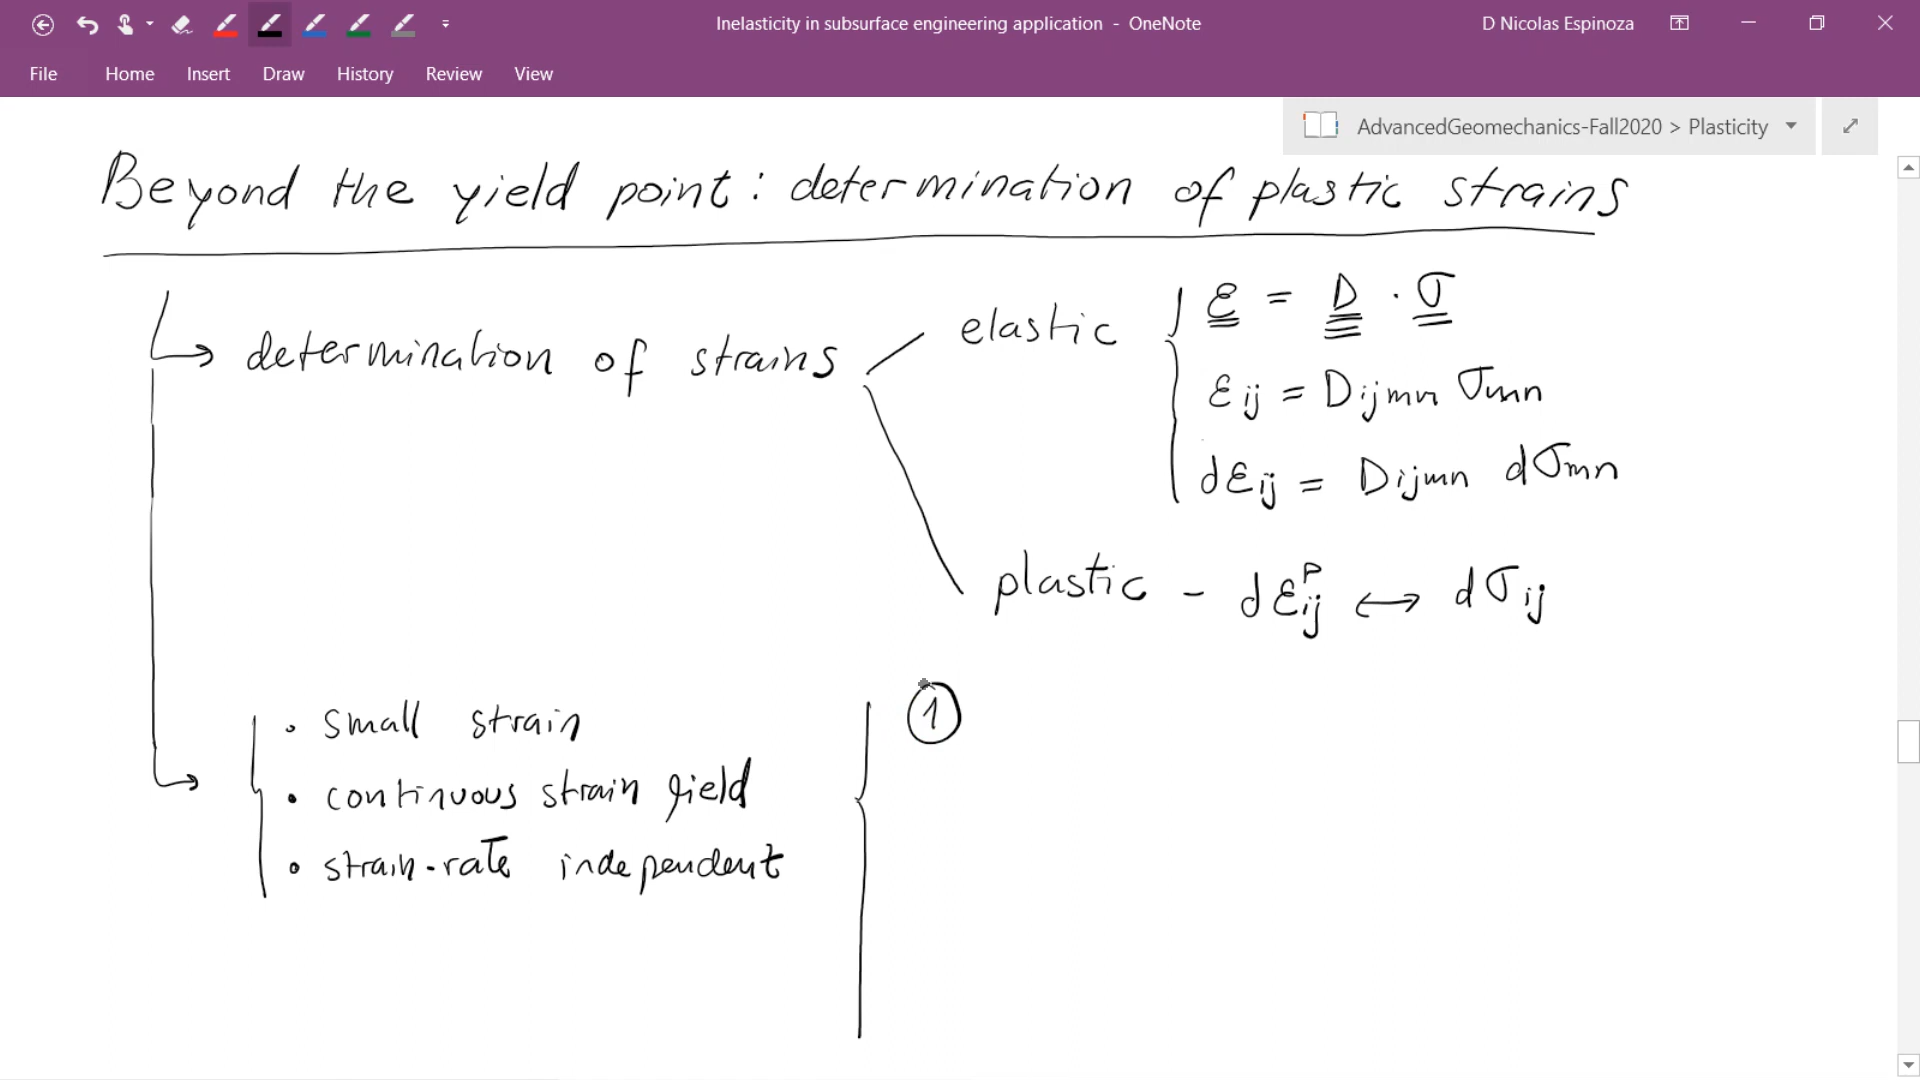 Inelasticity in subsurface engineering application - OneNote
D Nicolas Espinoza
File Home Insert Draw History Review View
AdvancedGeomechanics-Fall2020 > Plasticity
Beyond the yield point: determination of plastic strains
determination of strains
elastic
ε = D · σ
εij = Dijmn σmn
dεij = Dijmn dσmn
plastic - dεᵖij ↔ dσij
• small strain
• continuous strain field
• strain-rate independent
①